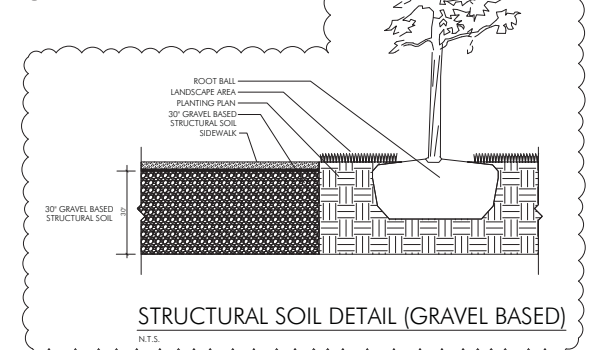 ROOT BALL
LANDSCAPE AREA
PLANTING PLAN
30" GRAVEL BASED
STRUCTURAL SOIL
SIDEWALK
30" GRAVEL BASED
STRUCTURAL SOIL
30"
STRUCTURAL SOIL DETAIL (GRAVEL BASED)
N.T.S.